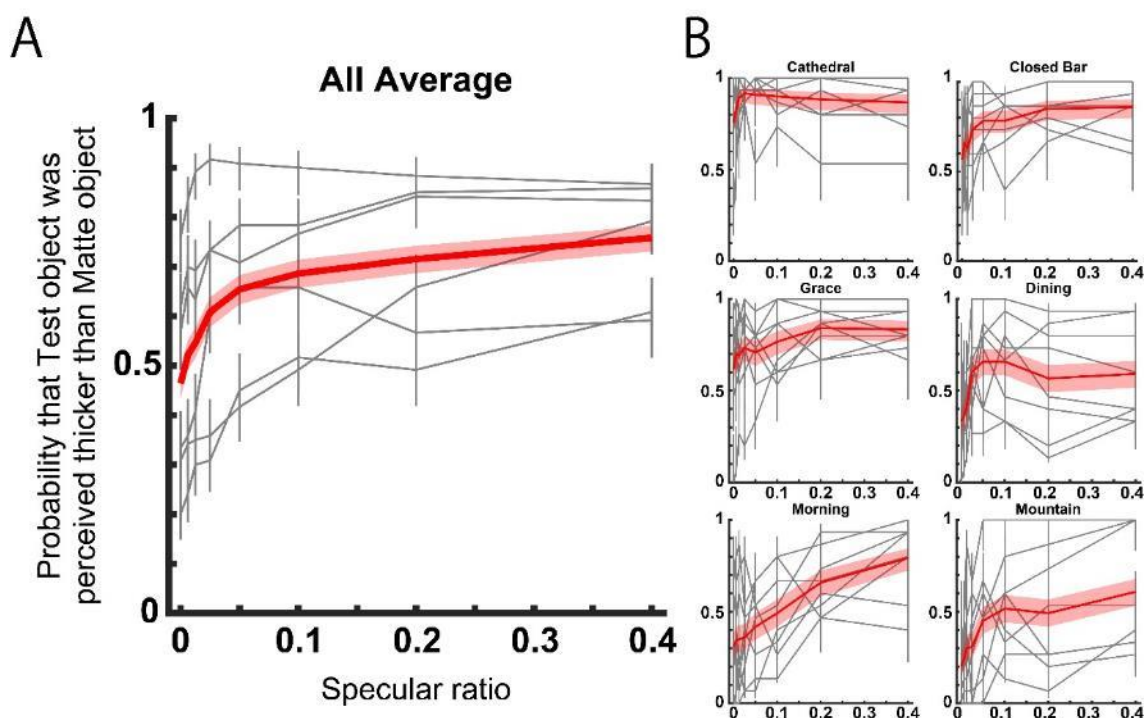 A
All Average
Probability that Test object was
perceived thicker than Matte object
1
0.5
0
0 0.1 0.2 0.3 0.4
Specular ratio
B
Cathedral
1
0.5
0
0 0.1 0.2 0.3 0.4
Closed Bar
1
0.5
0
0 0.1 0.2 0.3 0.4
Grace
1
0.5
0
0 0.1 0.2 0.3 0.4
Dining
1
0.5
0
0 0.1 0.2 0.3 0.4
Morning
1
0.5
0
0 0.1 0.2 0.3 0.4
Mountain
1
0.5
0
0 0.1 0.2 0.3 0.4